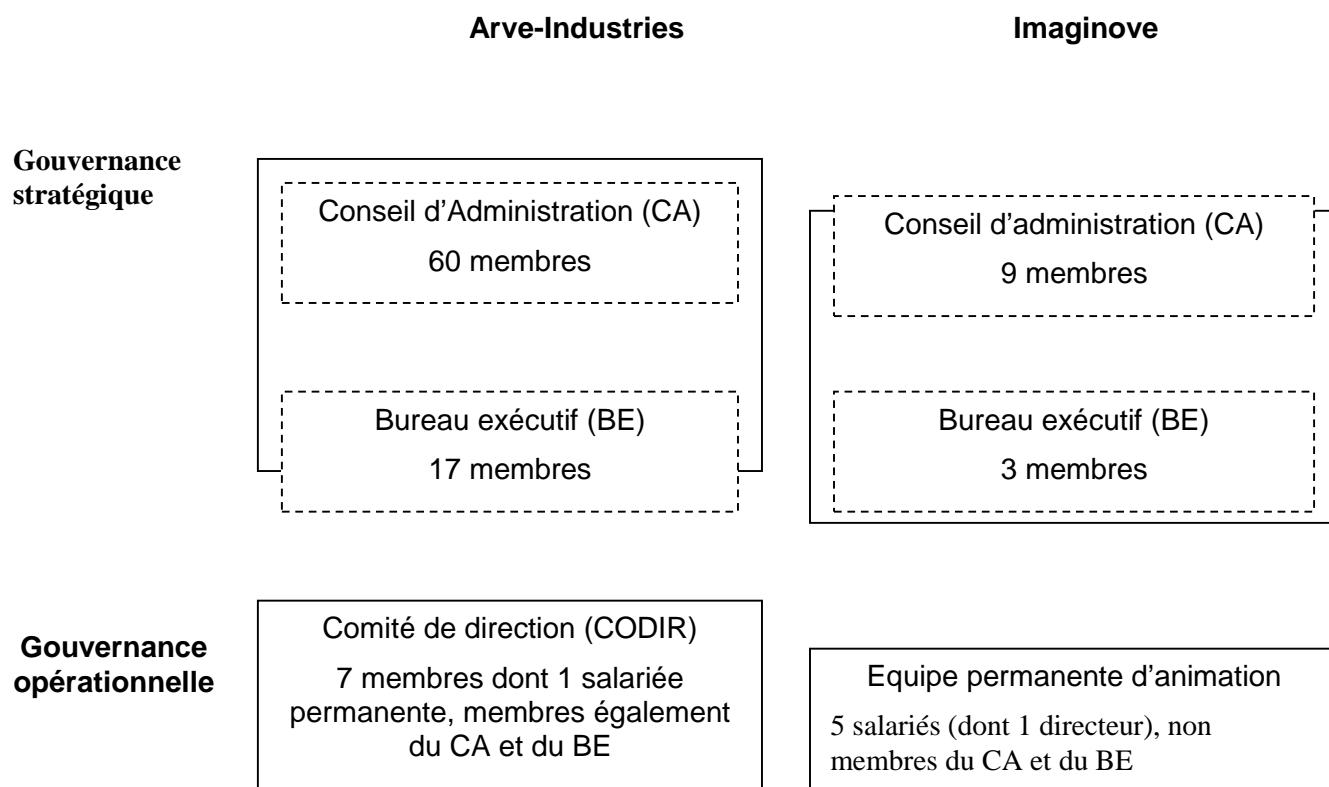 Arve-Industries
Imaginove
Gouvernance
stratégique
Conseil d'Administration (CA)
60 membres
Conseil d'administration (CA)
9 membres
Bureau exécutif (BE)
17 membres
Bureau exécutif (BE)
3 membres
Gouvernance
opérationnelle
Comité de direction (CODIR)
7 membres dont 1 salariée
permanente, membres également
du CA et du BE
Equipe permanente d'animation
5 salariés (dont 1 directeur), non
membres du CA et du BE